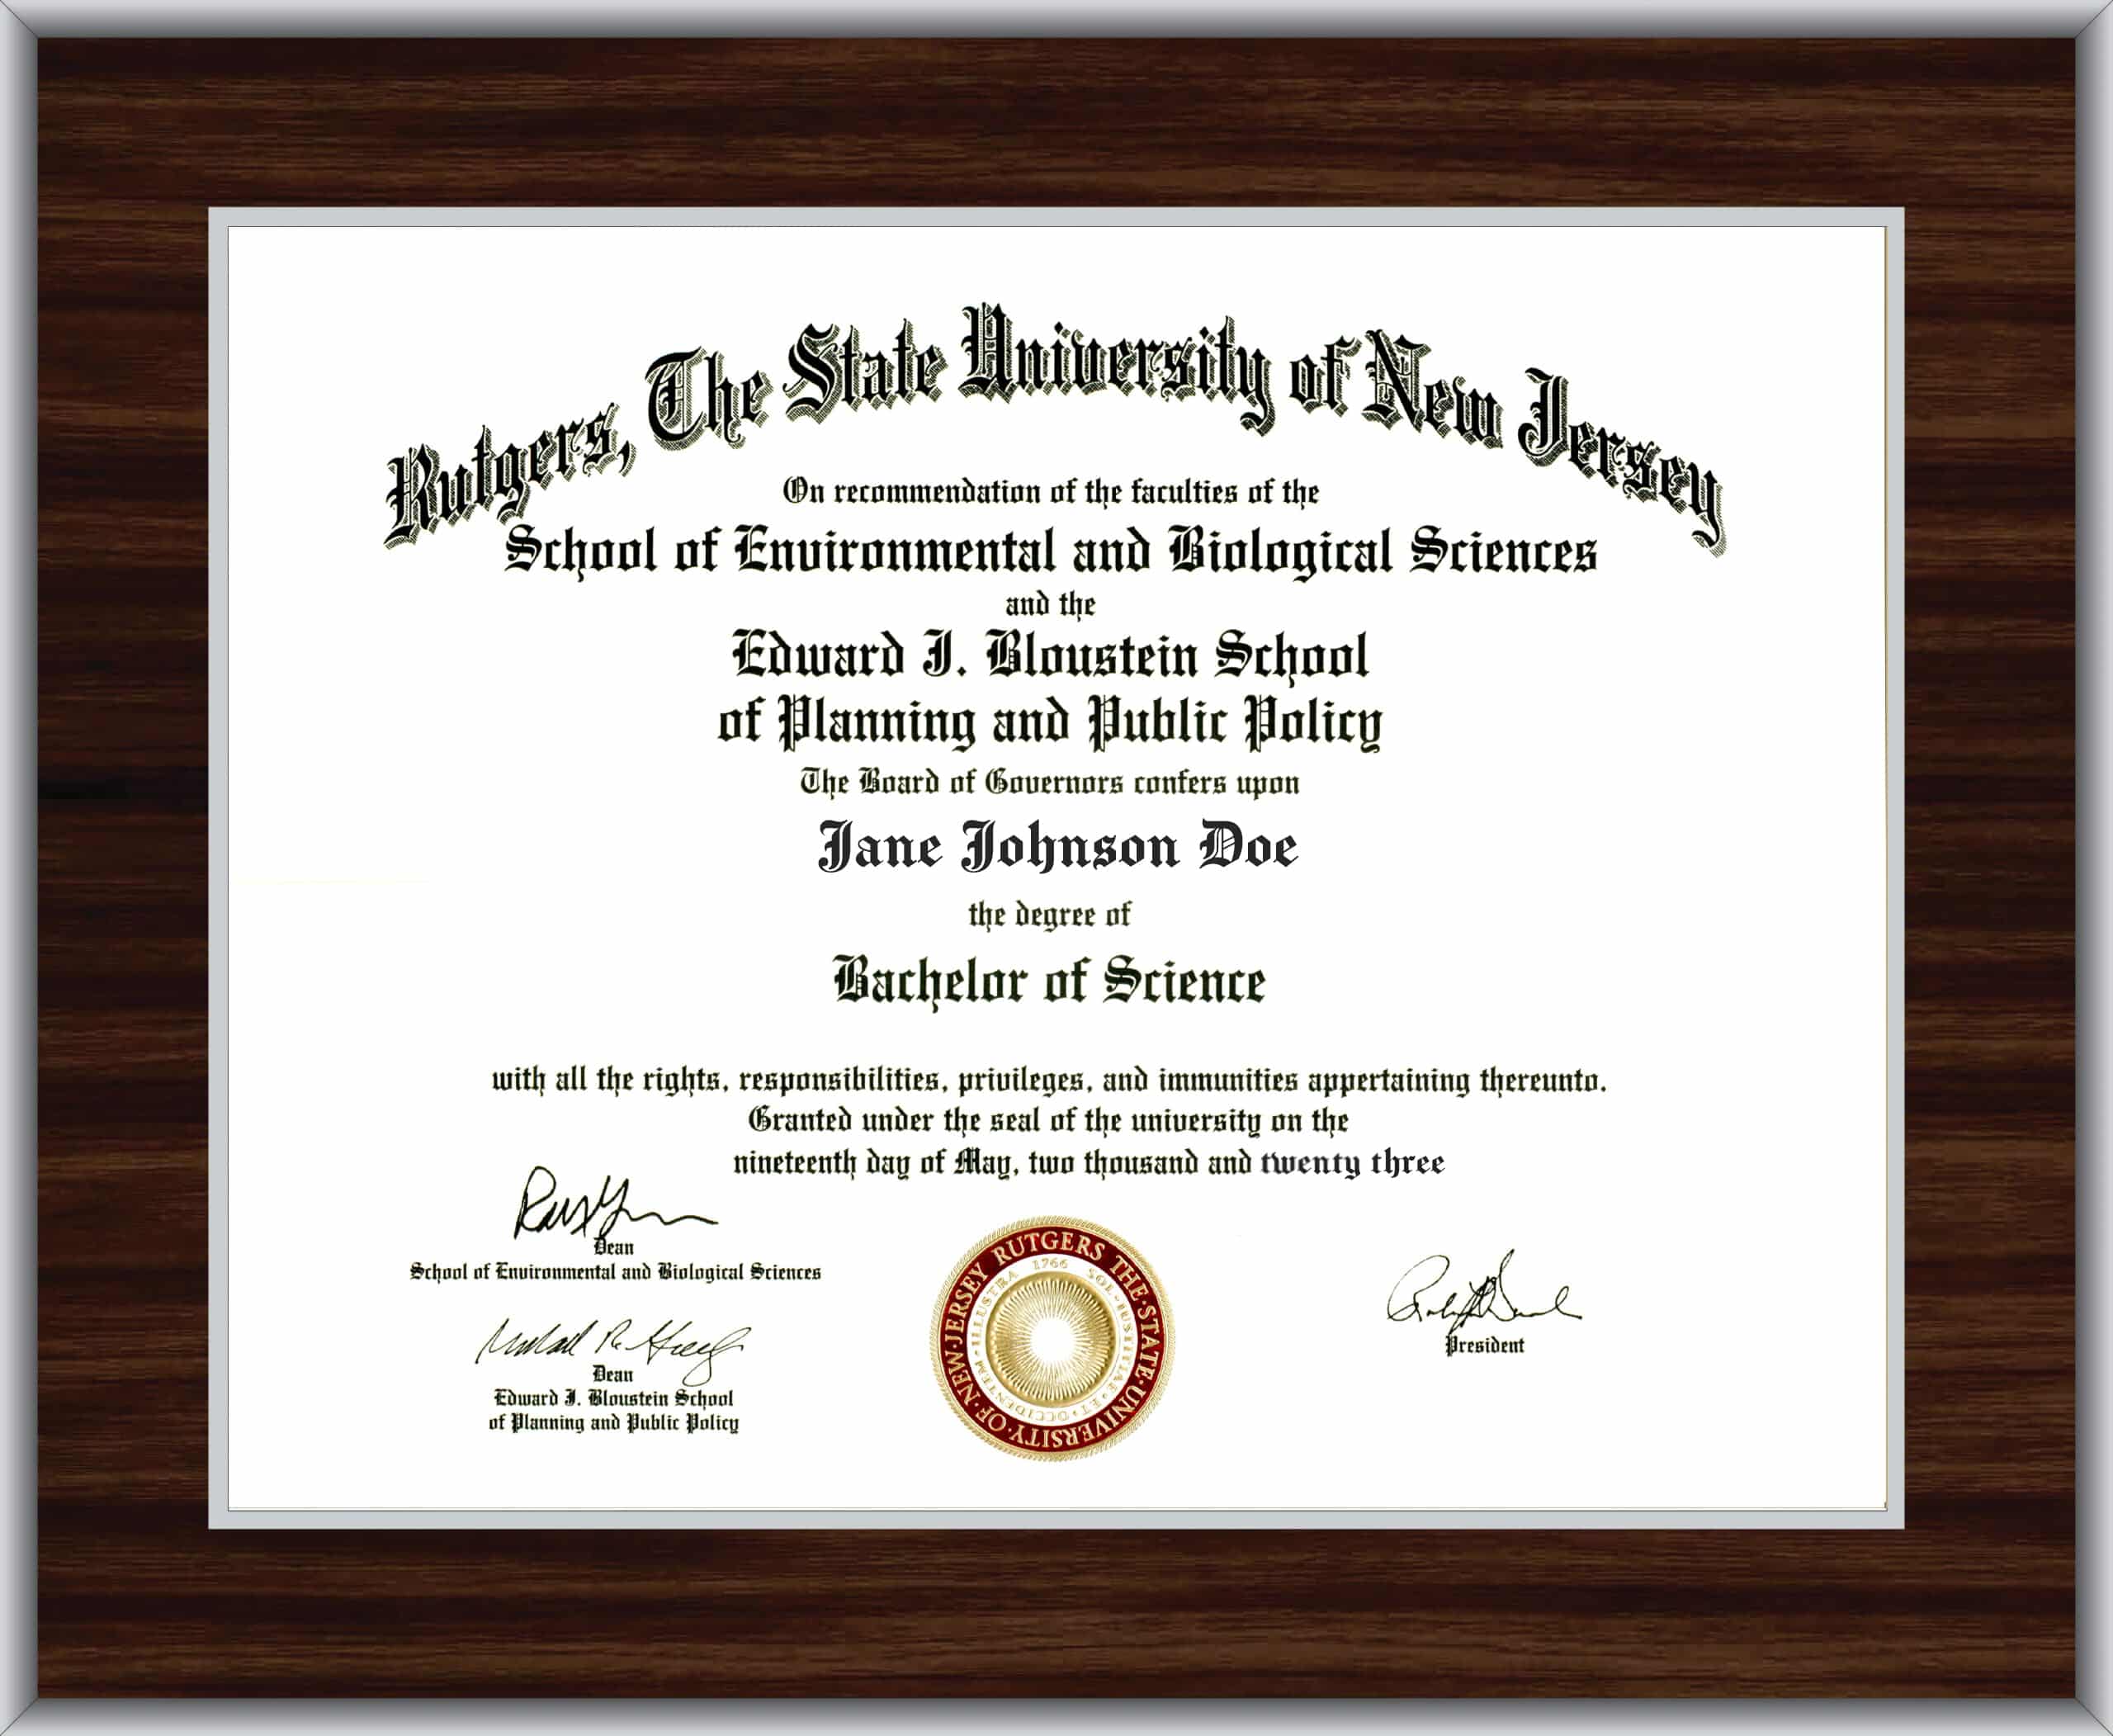 Rutgers, The State University of New Jersey
On recommendation of the faculties of the
School of Environmental and Biological Sciences
and the
Edward J. Bloustein School
of Planning and Public Policy
The Board of Governors confers upon
Jane Johnson Doe
the degree of
Bachelor of Science
with all the rights, responsibilities, privileges, and immunities appertaining thereunto.
Granted under the seal of the university on the
nineteenth day of May, two thousand and twenty three
Dean
School of Environmental and Biological Sciences
Dean
Edward J. Bloustein School
of Planning and Public Policy
RUTGERS THE·STATE·UNIVERSITY·OF·NEW·JERSEY
1766
SOL·IUSTITIAE·ET·OCCIDENTEM·ILLUSTRA
President